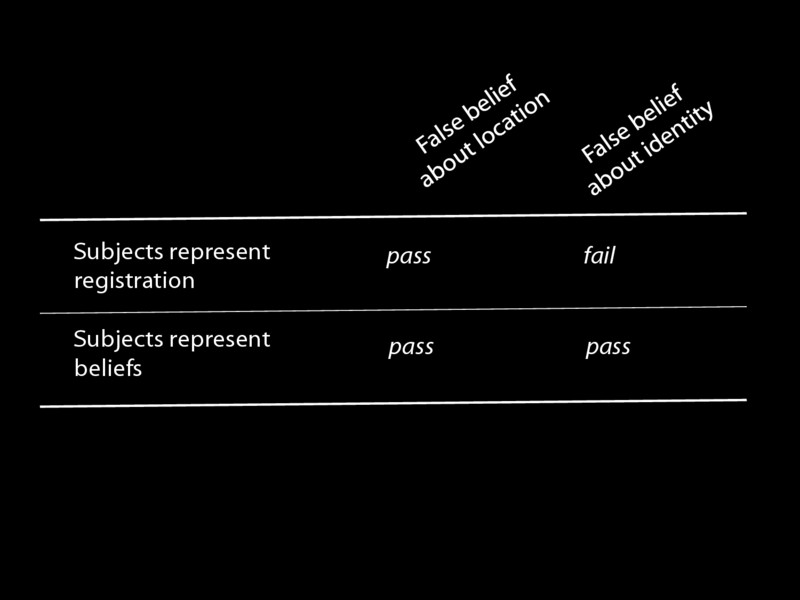 False belief
about location
False belief
about identity
Subjects represent
registration
pass
fail
Subjects represent
beliefs
pass
pass